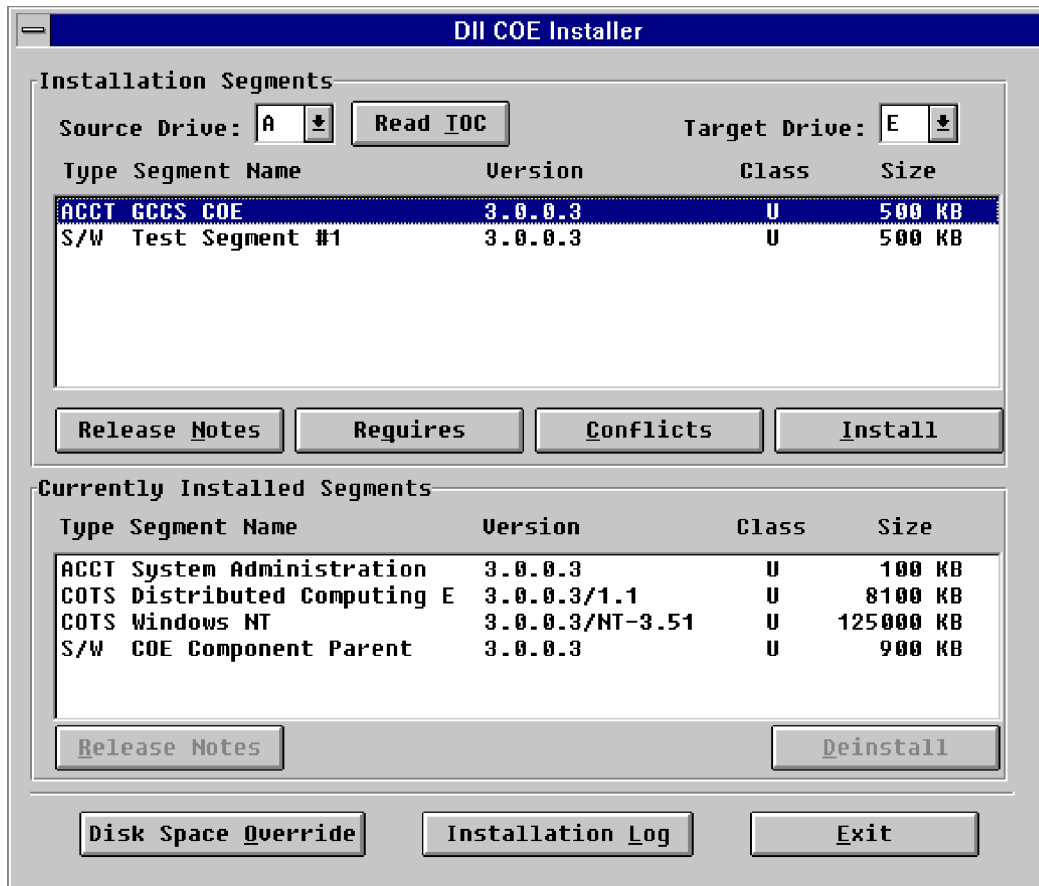 DII COE Installer
Installation Segments
Source Drive: A Read TOC Target Drive: E
Type Segment Name Version Class Size
ACCT GCCS COE 3.0.0.3 U 500 KB
S/W Test Segment #1 3.0.0.3 U 500 KB
Release Notes Requires Conflicts Install
Currently Installed Segments
Type Segment Name Version Class Size
ACCT System Administration 3.0.0.3 U 100 KB
COTS Distributed Computing E 3.0.0.3/1.1 U 8100 KB
COTS Windows NT 3.0.0.3/NT-3.51 U 125000 KB
S/W COE Component Parent 3.0.0.3 U 900 KB
Release Notes Deinstall
Disk Space Override Installation Log Exit